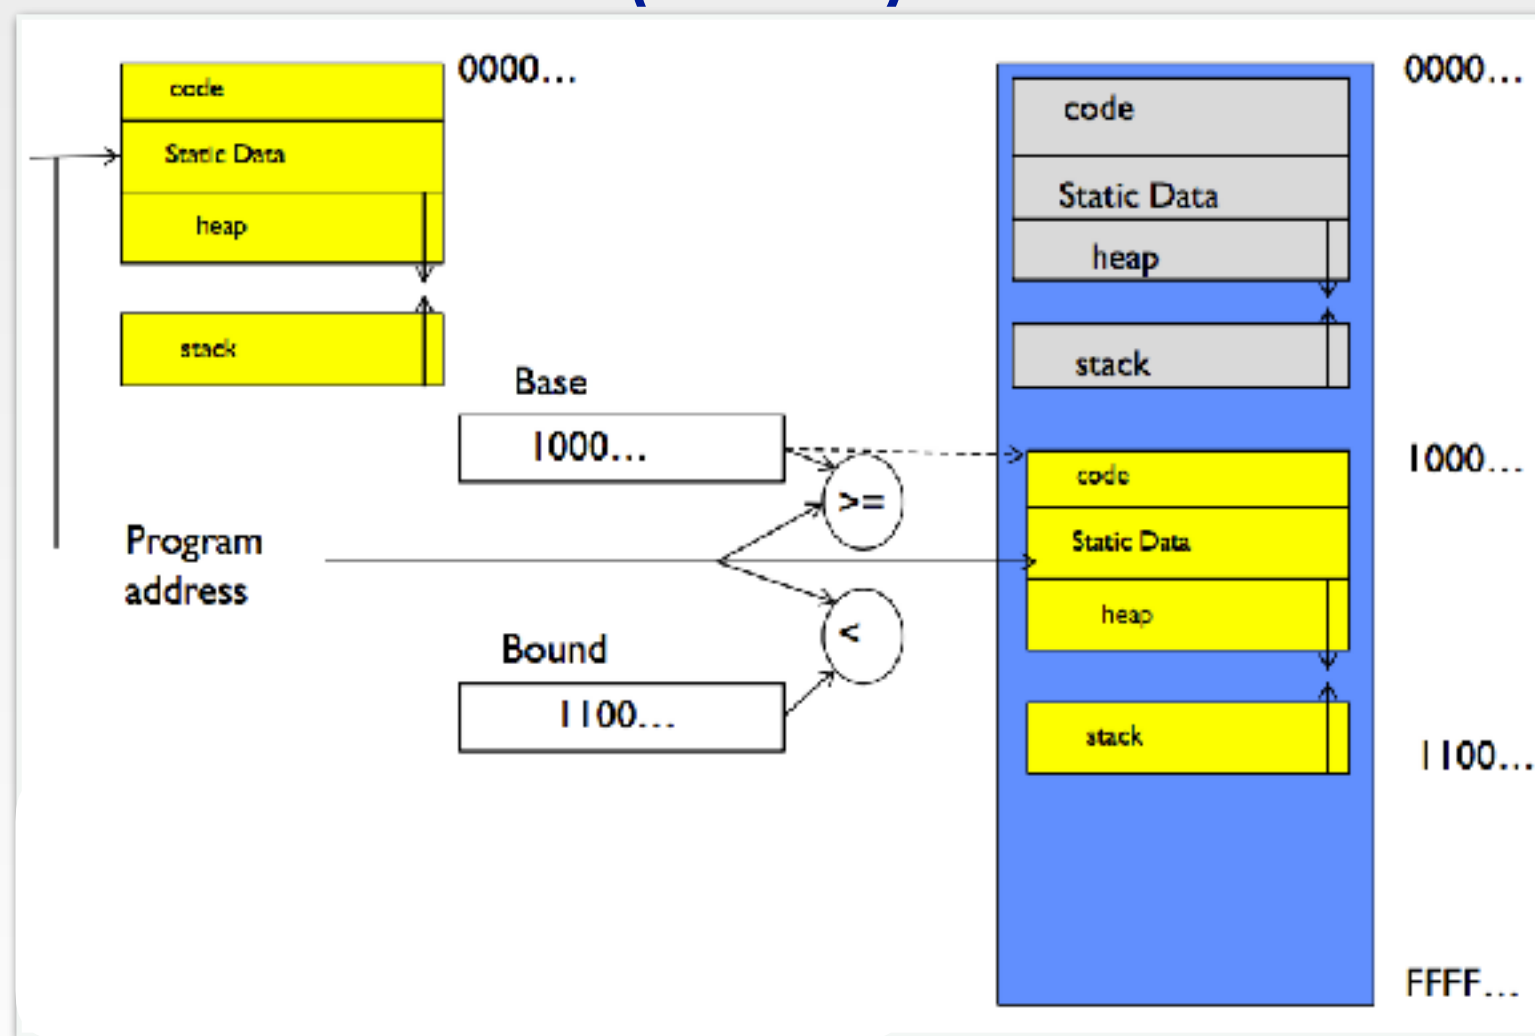 code
0000...
Static Data
heap
stack
Base
1000...
>=
Program
address
<
Bound
1100...
0000...
code
Static Data
heap
stack
1000...
code
Static Data
heap
stack
1100...
FFFF...